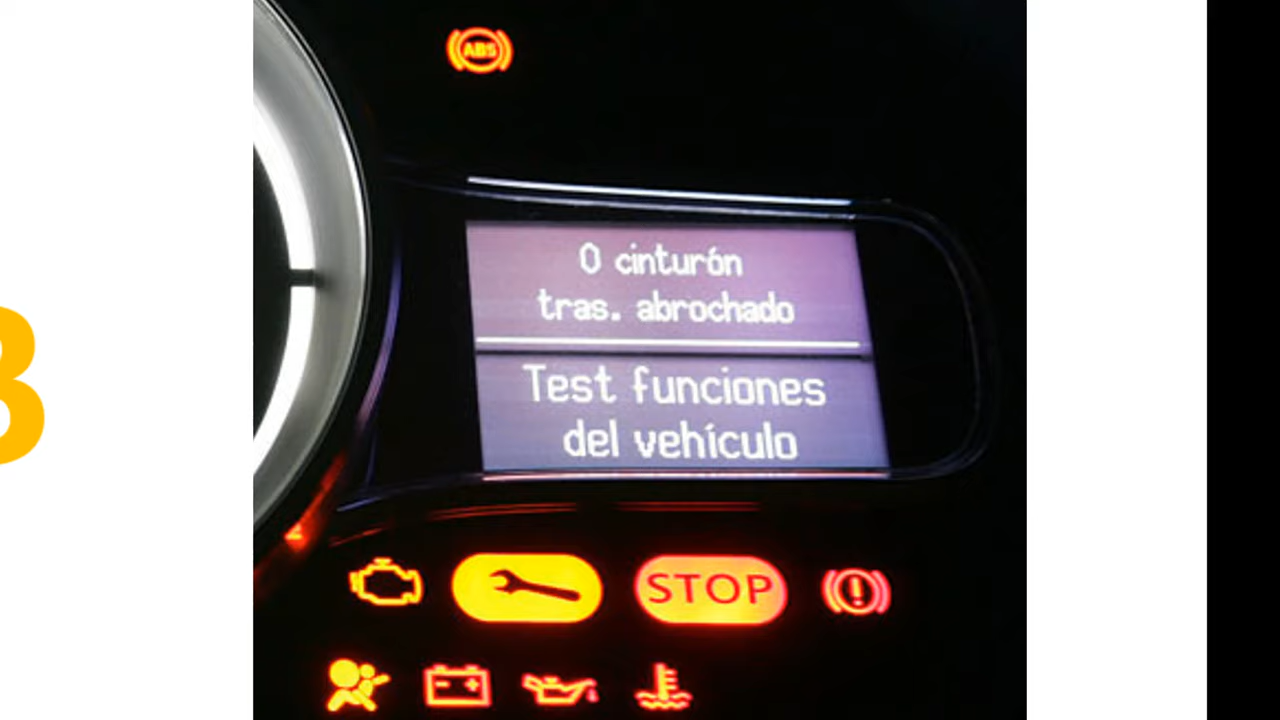 ABS
0 cinturón
tras. abrochado
Test funciones
del vehículo
STOP